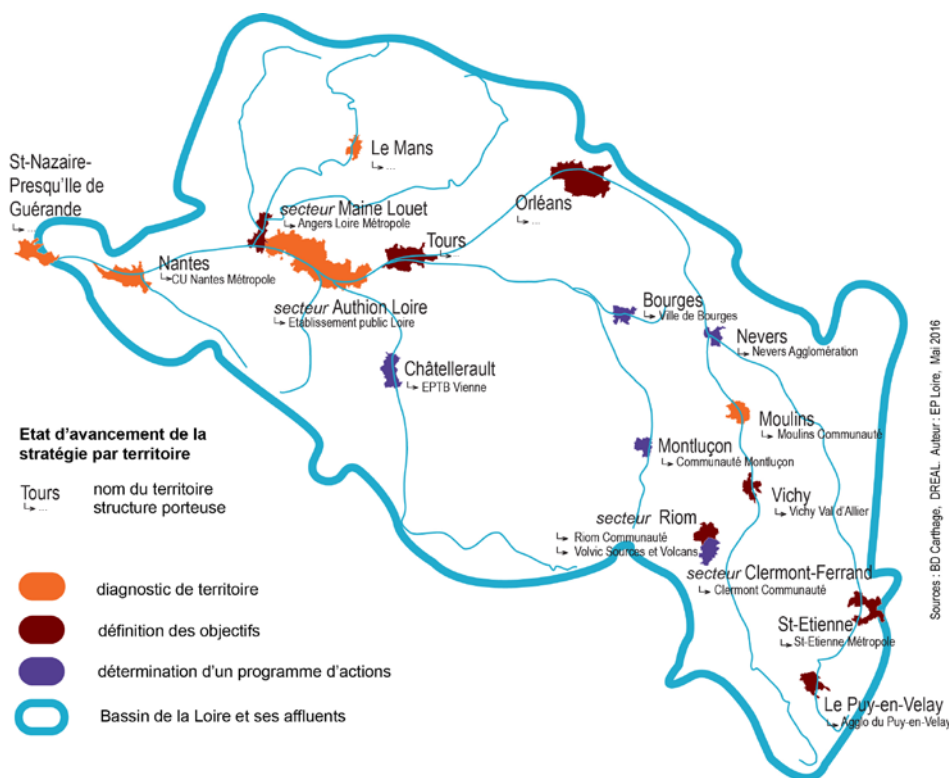 St-Nazaire-
Presqu'Ile de
Guérande
↳ ...
Le Mans
↳ ...
secteur Maine Louet
↳ Angers Loire Métropole
Orléans
↳ ...
Tours
↳ ...
Nantes
↳ CU Nantes Métropole
secteur Authion Loire
↳ Etablissement public Loire
Bourges
↳ Ville de Bourges
Nevers
↳ Nevers Agglomération
Châtellerault
↳ EPTB Vienne
Moulins
↳ Moulins Communauté
Montluçon
↳ Communauté Montluçon
Vichy
↳ Vichy Val d'Allier
secteur Riom
↳ Riom Communauté
↳ Volvic Sources et Volcans
secteur Clermont-Ferrand
↳ Clermont Communauté
St-Etienne
↳ St-Etienne Métropole
Le Puy-en-Velay
↳ Agglo du Puy-en-Velay
Etat d'avancement de la
stratégie par territoire
Tours
↳ ...
nom du territoire
structure porteuse
diagnostic de territoire
définition des objectifs
détermination d'un programme d'actions
Bassin de la Loire et ses affluents
Sources : BD Carthage, DREAL. Auteur : EP Loire, Mai 2016